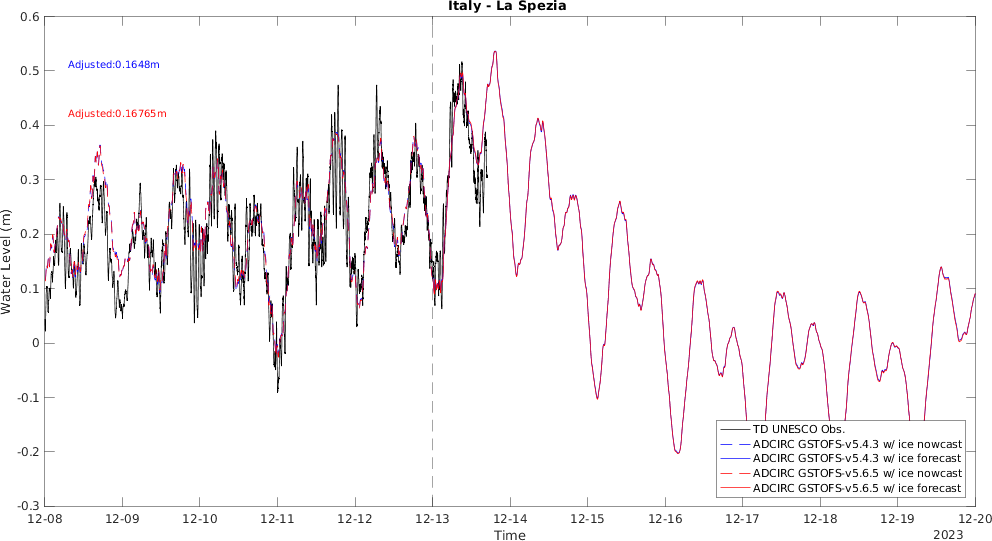 Italy - La Spezia
0.6
0.5
0.4
0.3
0.2
0.1
0
-0.1
-0.2
-0.3
Water Level (m)
Adjusted:0.1648m
Adjusted:0.16765m
TD UNESCO Obs.
ADCIRC GSTOFS-v5.4.3 w/ ice nowcast
ADCIRC GSTOFS-v5.4.3 w/ ice forecast
ADCIRC GSTOFS-v5.6.5 w/ ice nowcast
ADCIRC GSTOFS-v5.6.5 w/ ice forecast
12-08 12-09 12-10 12-11 12-12 12-13 12-14 12-15 12-16 12-17 12-18 12-19 12-20
Time
2023